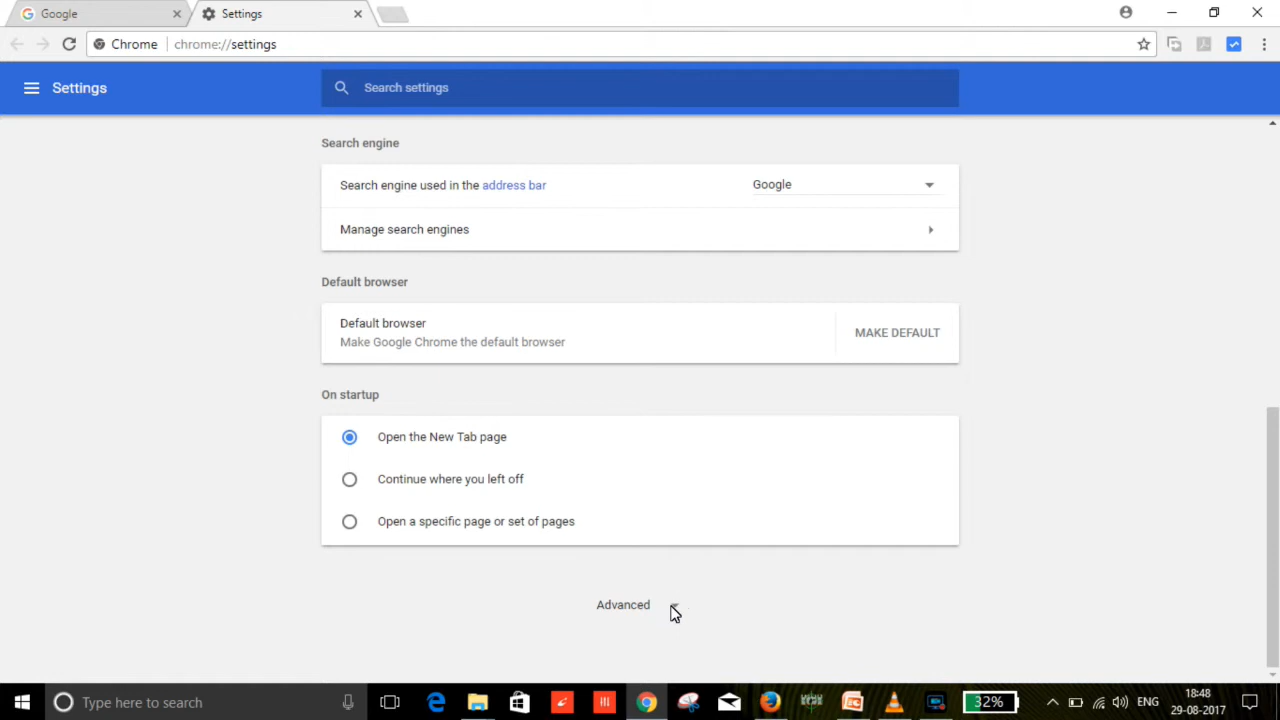 Google
Settings
Chrome
chrome://settings
Settings
Search settings
Search engine
Search engine used in the address bar
Google
Manage search engines
Default browser
Default browser
Make Google Chrome the default browser
MAKE DEFAULT
On startup
Open the New Tab page
Continue where you left off
Open a specific page or set of pages
Advanced
Type here to search
32%
ENG
18:48
29-08-2017